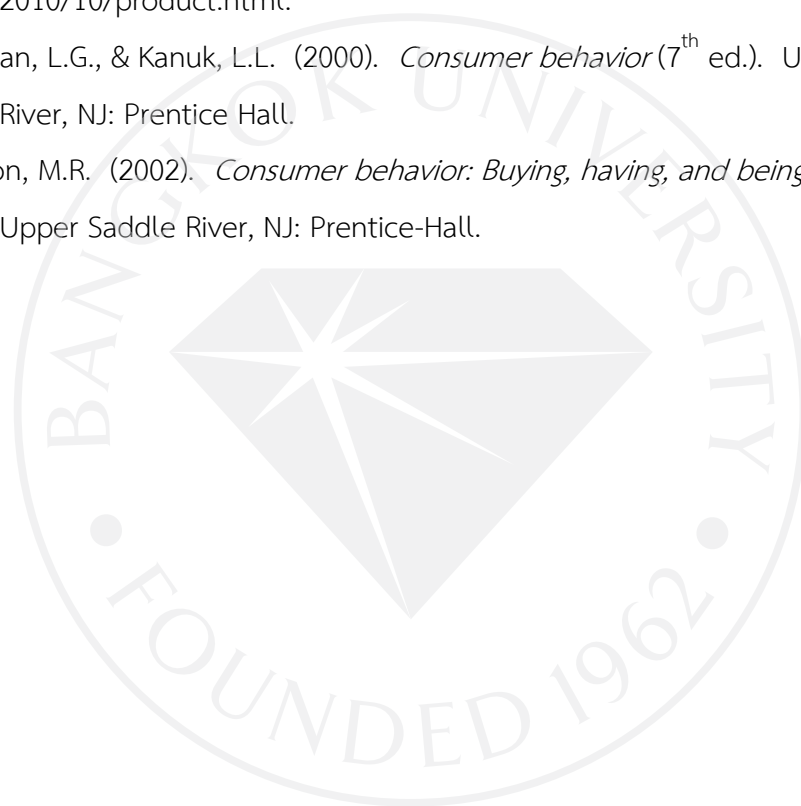 2010/10/product.html.
an, L.G., & Kanuk, L.L. (2000). Consumer behavior (7th ed.). U
River, NJ: Prentice Hall.
on, M.R. (2002). Consumer behavior: Buying, having, and being
Upper Saddle River, NJ: Prentice-Hall.
BANGKOK UNIVERSITY
• FOUNDED 1962 •